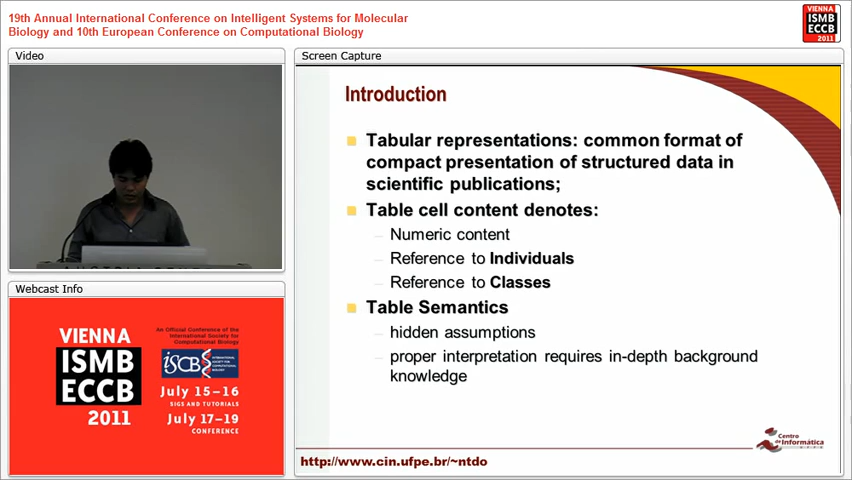 19th Annual International Conference on Intelligent Systems for Molecular
Biology and 10th European Conference on Computational Biology
VIENNA
ISMB
ECCB
2011
Video
Screen Capture
Introduction
Tabular representations: common format of
compact presentation of structured data in
scientific publications;
Table cell content denotes:
– Numeric content
– Reference to Individuals
– Reference to Classes
Table Semantics
– hidden assumptions
– proper interpretation requires in-depth background
knowledge
Centro
de Informática
U F P E
http://www.cin.ufpe.br/~ntdo
Webcast Info
VIENNA
ISMB
ECCB
2011
An Official Conference of the
International Society for
Computational Biology
ISCB
INTERNATIONAL
SOCIETY FOR
COMPUTATIONAL
BIOLOGY
July 15–16
SIGS AND TUTORIALS
July 17–19
CONFERENCE